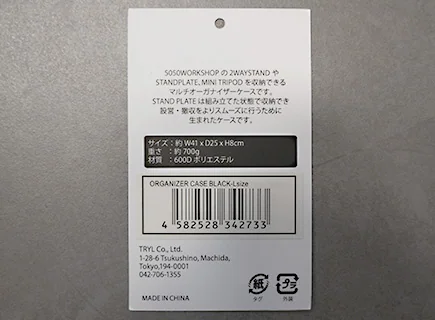 5050WORKSHOP の 2WAYSTAND や
STANDPLATE, MINI TRIPOD を収納できる
マルチオーガナイザーケースです。
STAND PLATE は組み立てた状態で収納でき
設営・撤収をよりスムーズに行うために
生まれたケースです。
サイズ：約 W41 x D25 x H8cm
重さ：約 700g
材質：600D ポリエステル
ORGANIZER CASE BLACK-Lsize
4 582528 342733
TRYL Co., Ltd.
1-28-6 Tsukushino, Machida,
Tokyo,194-0001
042-706-1355
紙 プラ
タグ 外装
MADE IN CHINA